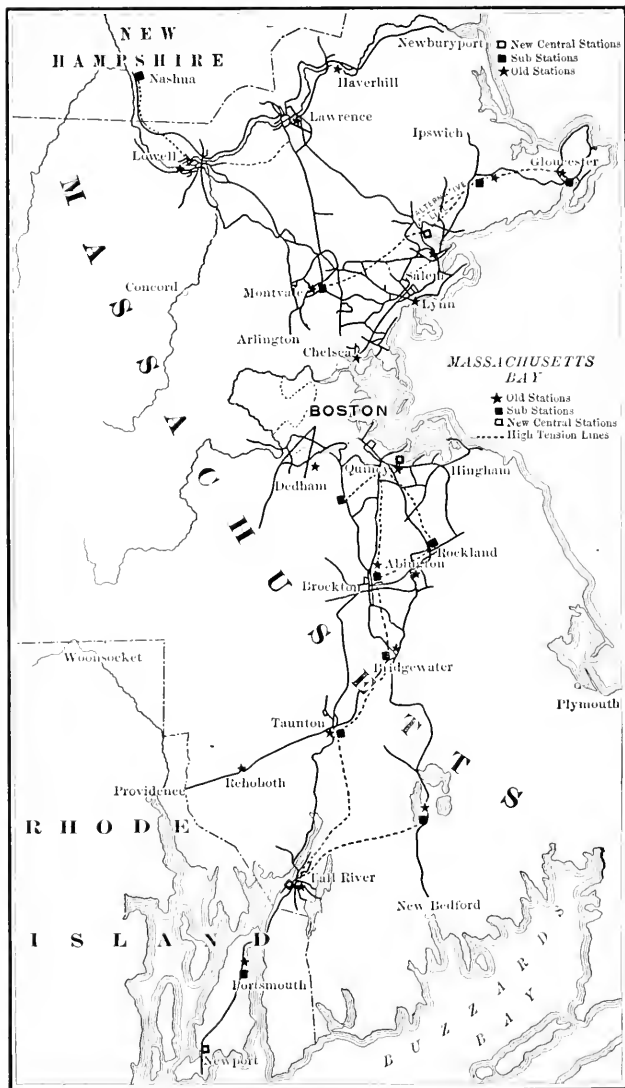 NEW
HAMPSHIRE
Nashua
Newburyport
New Central Stations
Sub Stations
Old Stations
Haverhill
Lawrence
Ipswich
Lowell
Gloucester
ALTERNATIVE
LINE
MASSACHUSETTS
Concord
Montvale
Salem
Lynn
Arlington
Chelsea
MASSACHUSETTS
BAY
Old Stations
Sub Stations
New Central Stations
High Tension Lines
BOSTON
Quincy
Hingham
Dedham
Rockland
Abington
Brockton
Woonsocket
Bridgewater
Plymouth
Taunton
Rehoboth
Providence
RHODE
Fall River
New Bedford
ISLAND
Portsmouth
BUZZARDS
BAY
Newport